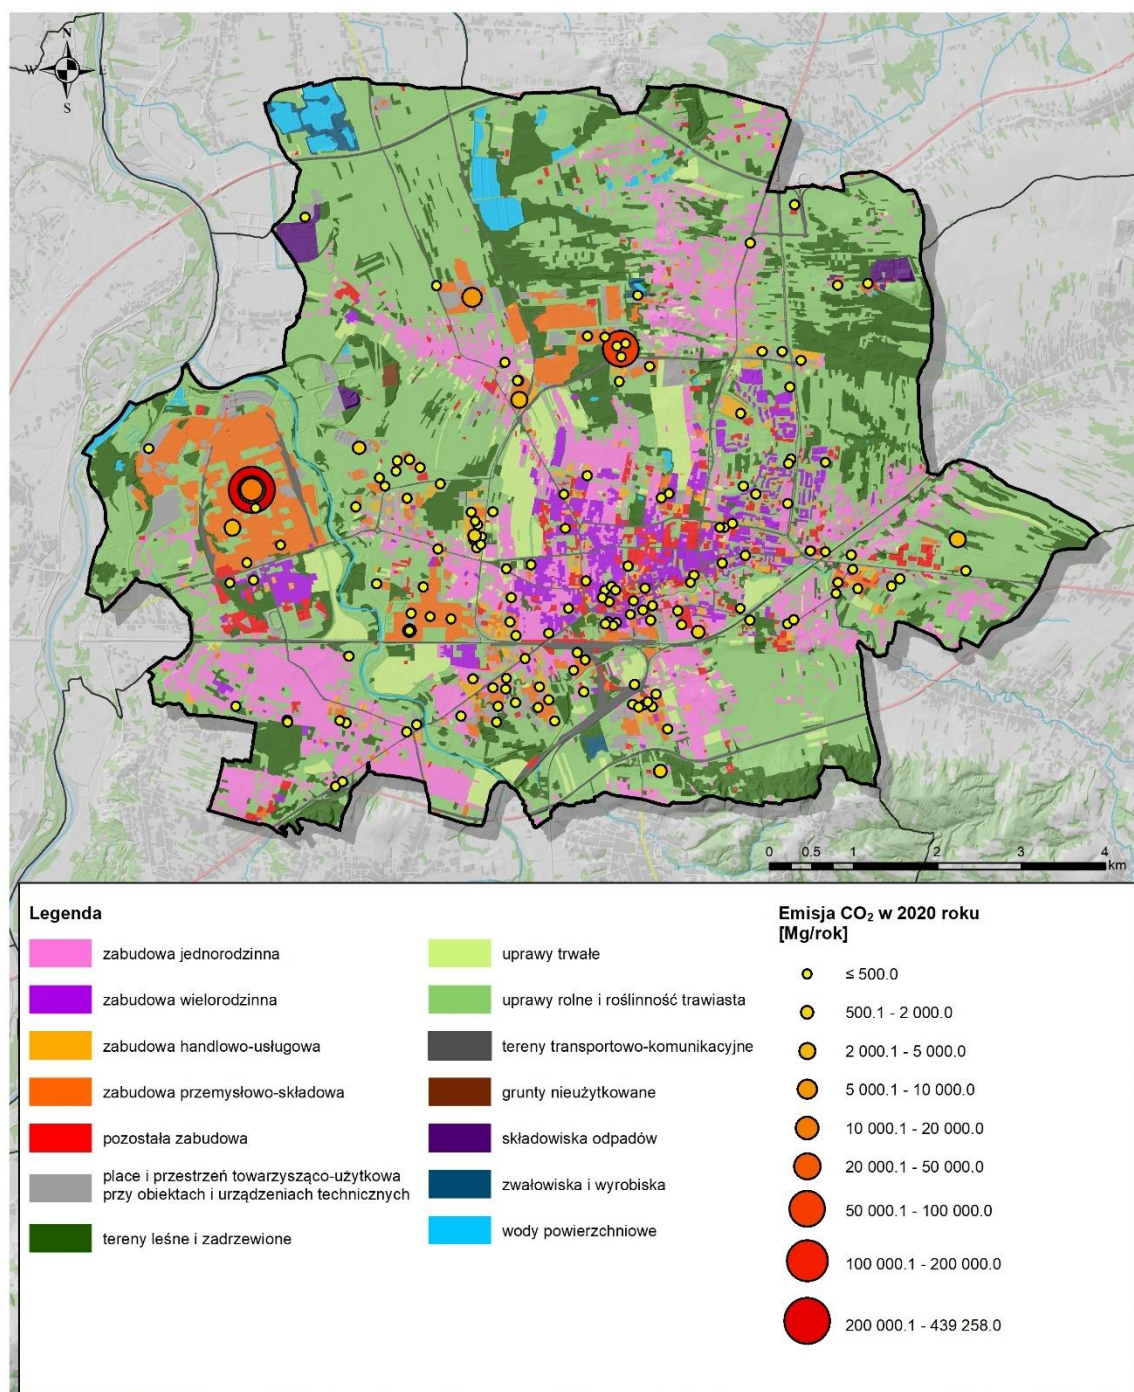 N
W
E
S
0 0.5 1 2 3 4
km
Legenda
zabudowa jednorodzinna
zabudowa wielorodzinna
zabudowa handlowo-usługowa
zabudowa przemysłowo-składowa
pozostała zabudowa
place i przestrzeń towarzysząco-użytkowa
przy obiektach i urządzeniach technicznych
tereny leśne i zadrzewione
uprawy trwałe
uprawy rolne i roślinność trawiasta
tereny transportowo-komunikacyjne
grunty nieużytkowane
składowiska odpadów
zwałowiska i wyrobiska
wody powierzchniowe
Emisja CO₂ w 2020 roku
[Mg/rok]
≤ 500.0
500.1 - 2 000.0
2 000.1 - 5 000.0
5 000.1 - 10 000.0
10 000.1 - 20 000.0
20 000.1 - 50 000.0
50 000.1 - 100 000.0
100 000.1 - 200 000.0
200 000.1 - 439 258.0